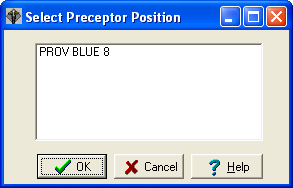 Select Preceptor Position
PROV BLUE 8
OK Cancel Help